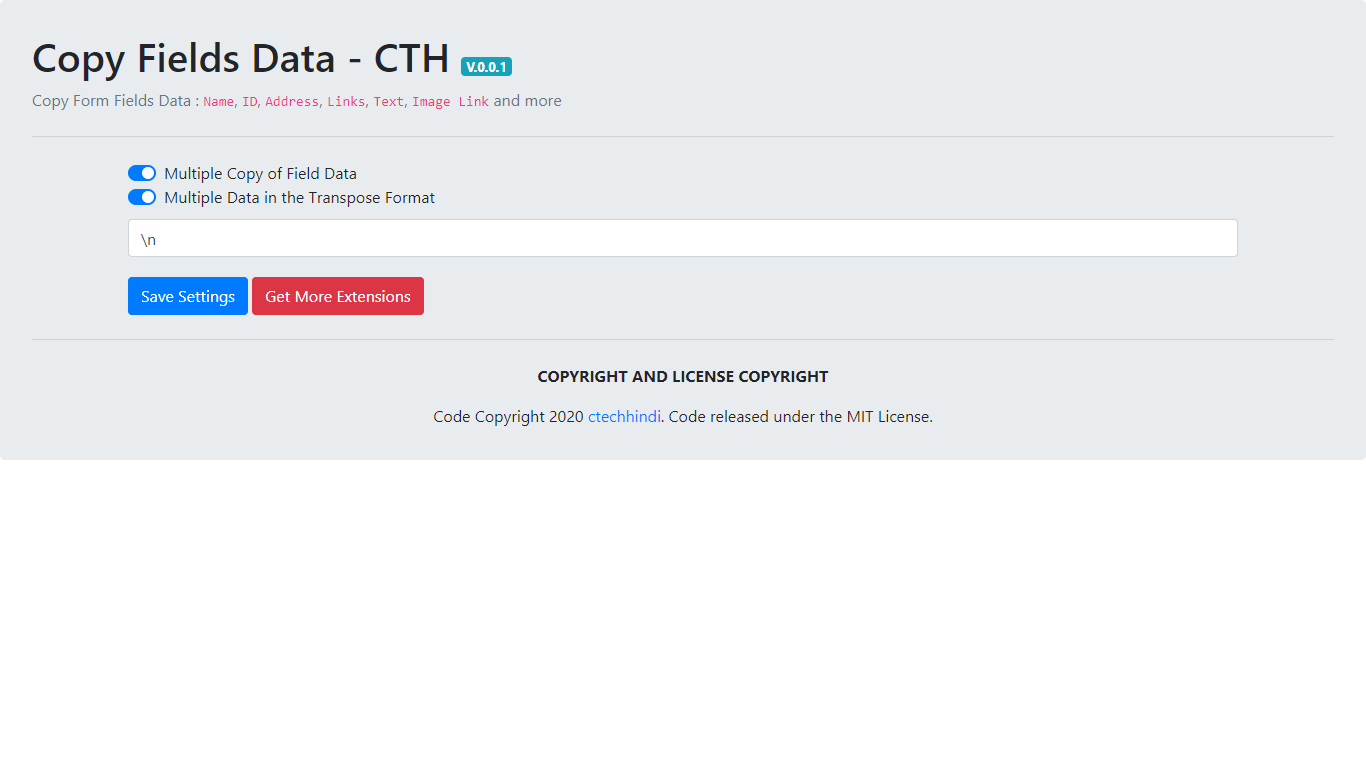 Copy Fields Data - CTH V.0.0.1
Copy Form Fields Data : Name, ID, Address, Links, Text, Image Link and more
Multiple Copy of Field Data
Multiple Data in the Transpose Format
\n
Save Settings Get More Extensions
COPYRIGHT AND LICENSE COPYRIGHT
Code Copyright 2020 ctechhindi. Code released under the MIT License.